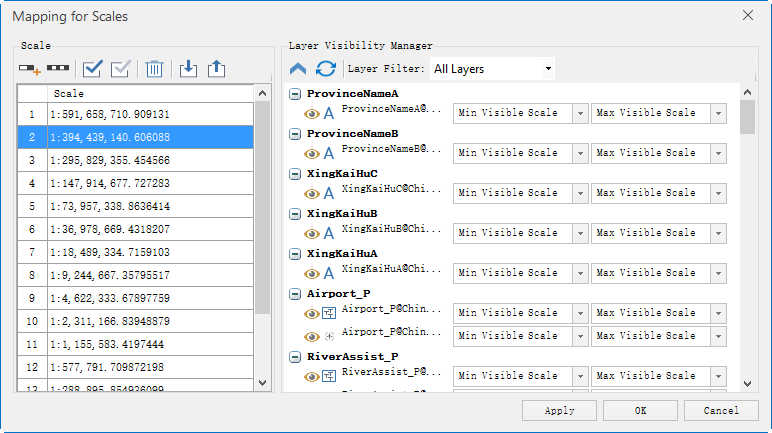 Mapping for Scales
Scale
Scale
1 1:591, 658, 710. 909131
2 1:394, 439, 140. 606088
3 1:295, 829, 355. 454566
4 1:147, 914, 677. 727283
5 1:73, 957, 338. 8636414
6 1:36, 978, 669. 4318207
7 1:18, 489, 334. 7159103
8 1:9, 244, 667. 35795517
9 1:4, 622, 333. 67897759
10 1:2, 311, 166. 83948879
11 1:1, 155, 583. 4197444
12 1:577, 791. 709872198
13 1:288, 895. 854936099
Layer Visibility Manager
Layer Filter: All Layers
ProvinceNameA
A ProvinceNameA@... Min Visible Scale Max Visible Scale
ProvinceNameB
A ProvinceNameB@... Min Visible Scale Max Visible Scale
XingKaiHuC
A XingKaiHuC@Chi... Min Visible Scale Max Visible Scale
XingKaiHuB
A XingKaiHuB@Chi... Min Visible Scale Max Visible Scale
XingKaiHuA
A XingKaiHuA@Chi... Min Visible Scale Max Visible Scale
Airport_P
Airport_P@Chin... Min Visible Scale Max Visible Scale
Airport_P@Chin... Min Visible Scale Max Visible Scale
RiverAssist_P
RiverAssist_P@... Min Visible Scale Max Visible Scale
Apply OK Cancel